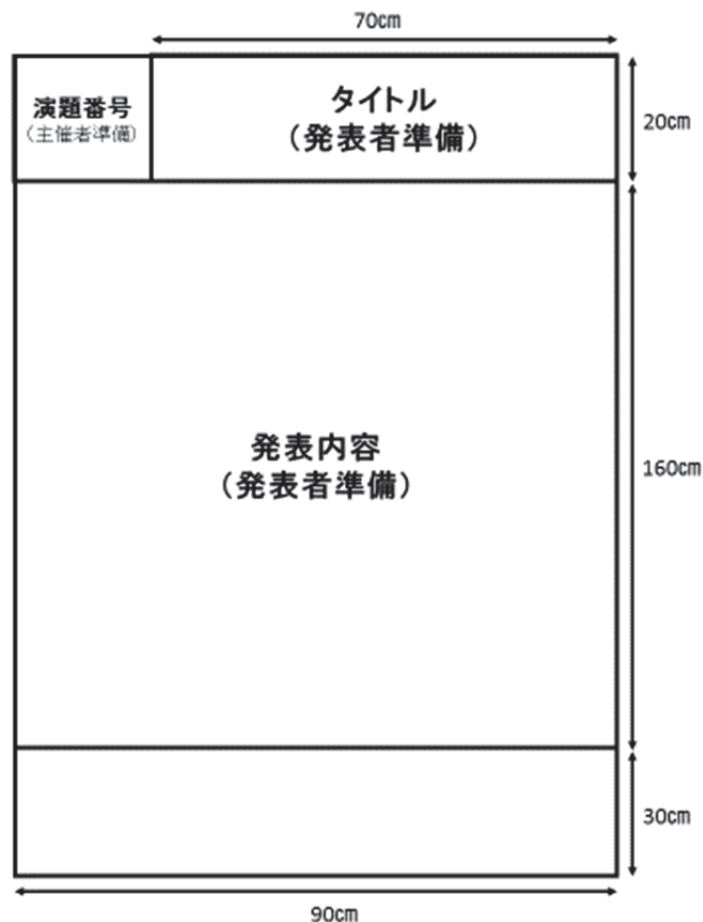 70cm
演題番号
（主催者準備）
タイトル
（発表者準備）
20cm
発表内容
（発表者準備）
160cm
30cm
90cm